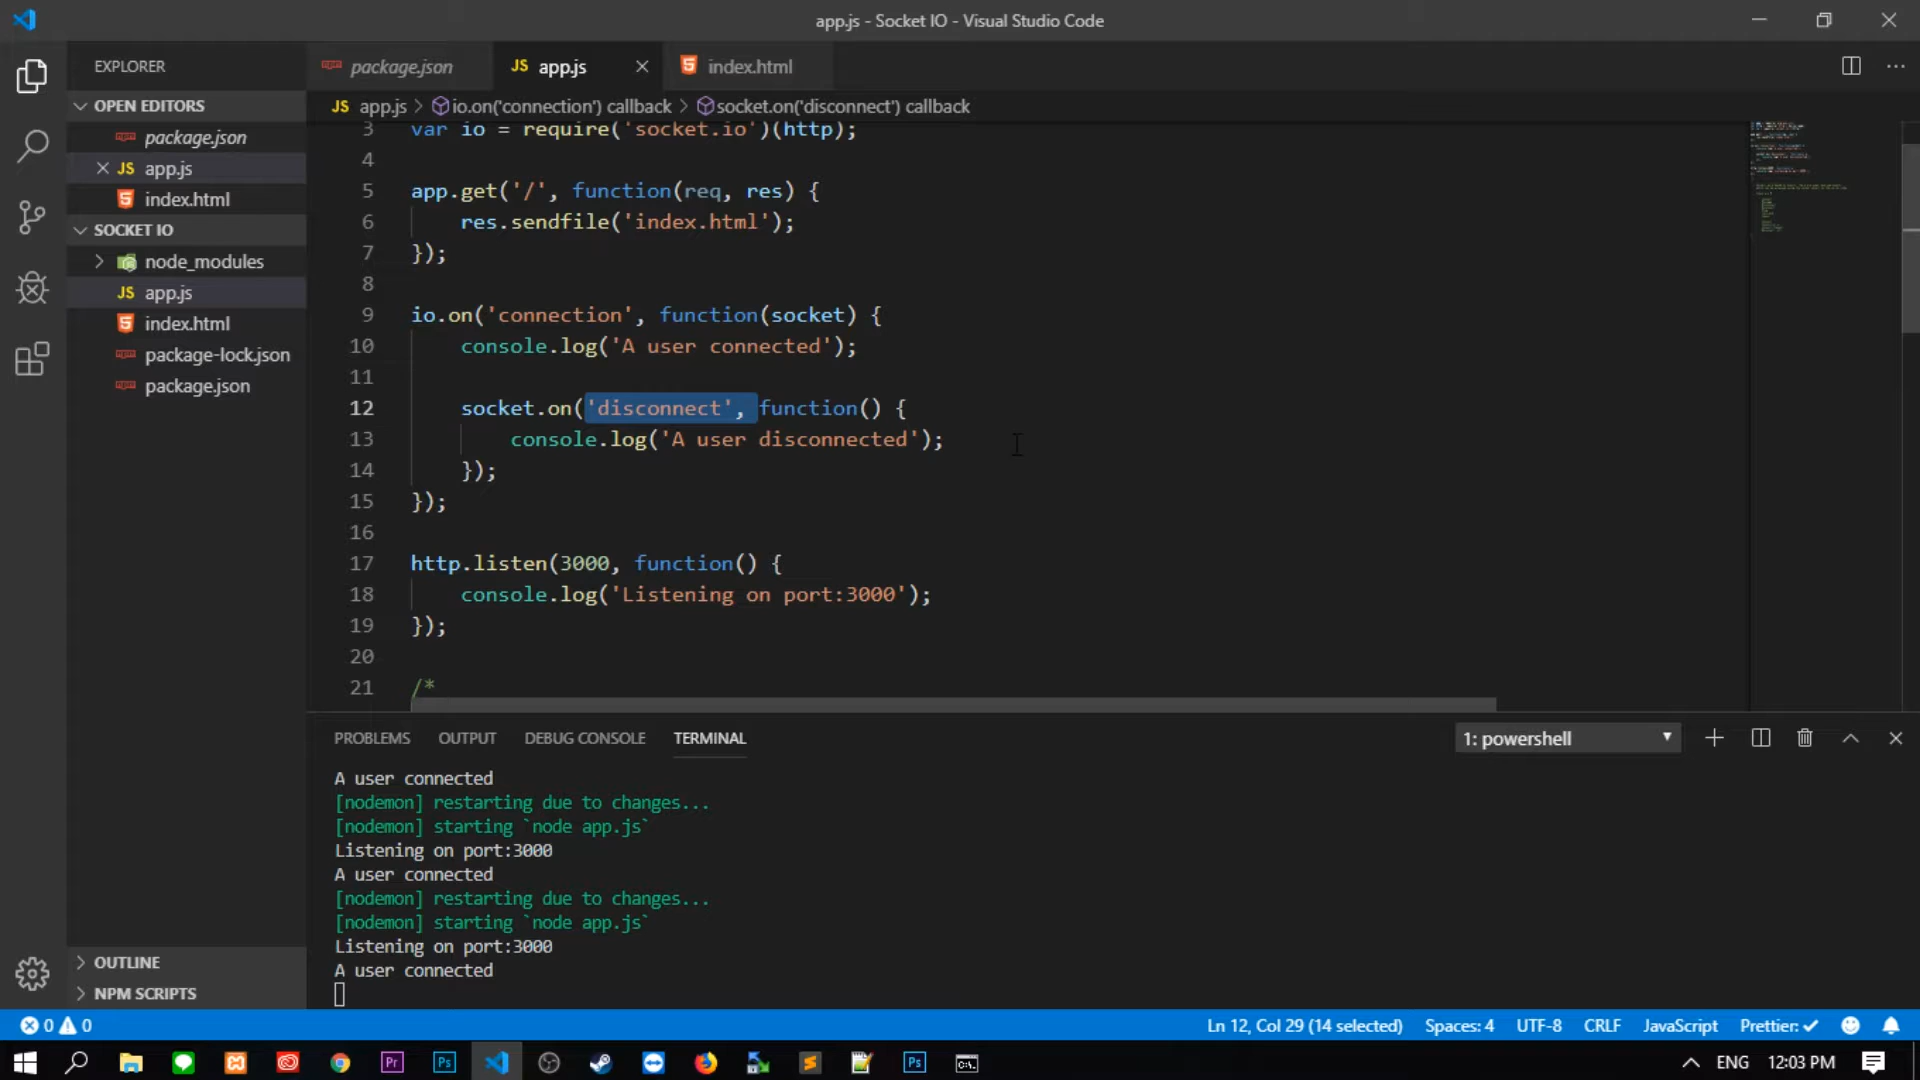 app.js - Socket IO - Visual Studio Code
EXPLORER
OPEN EDITORS
package.json
JS app.js
index.html
SOCKET IO
node_modules
JS app.js
index.html
package-lock.json
package.json
OUTLINE
NPM SCRIPTS
package.json
JS app.js
index.html
JS app.js > io.on('connection') callback > socket.on('disconnect') callback
3 var io = require('socket.io')(http);
4
5 app.get('/', function(req, res) {
6 res.sendfile('index.html');
7 });
8
9 io.on('connection', function(socket) {
10 console.log('A user connected');
11
12 socket.on('disconnect', function() {
13 console.log('A user disconnected');
14 });
15 });
16
17 http.listen(3000, function() {
18 console.log('Listening on port:3000');
19 });
20
21 /*
PROBLEMS OUTPUT DEBUG CONSOLE TERMINAL
1: powershell
A user connected
[nodemon] restarting due to changes...
[nodemon] starting `node app.js`
Listening on port:3000
A user connected
[nodemon] restarting due to changes...
[nodemon] starting `node app.js`
Listening on port:3000
A user connected
0 0
Ln 12, Col 29 (14 selected) Spaces: 4 UTF-8 CRLF JavaScript Prettier: ✓
Pr
Ps
Ps
ENG 12:03 PM